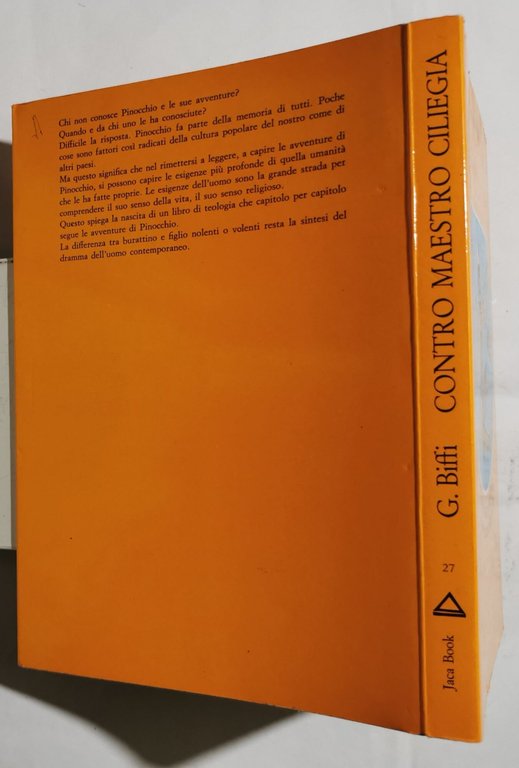 Chi non conosce Pinocchio e le sue avventure?
Quando e da chi uno le ha conosciute?
Difficile la risposta. Pinocchio fa parte della memoria di tutti. Poche
cose sono fattori così radicati della cultura popolare del nostro come di
altri paesi.
Ma questo significa che nel rimettersi a leggere, a capire le avventure di
Pinocchio, si possono capire le esigenze più profonde di quella umanità
che le ha fatte proprie. Le esigenze dell'uomo sono la grande strada per
comprendere il suo senso della vita, il suo senso religioso.
Questo spiega la nascita di un libro di teologia che capitolo per capitolo
segue le avventure di Pinocchio.
La differenza tra burattino e figlio nolenti o volenti resta la sintesi del
dramma dell'uomo contemporaneo.
G. Biffi CONTRO MAESTRO CILIEGIA
27
Jaca Book